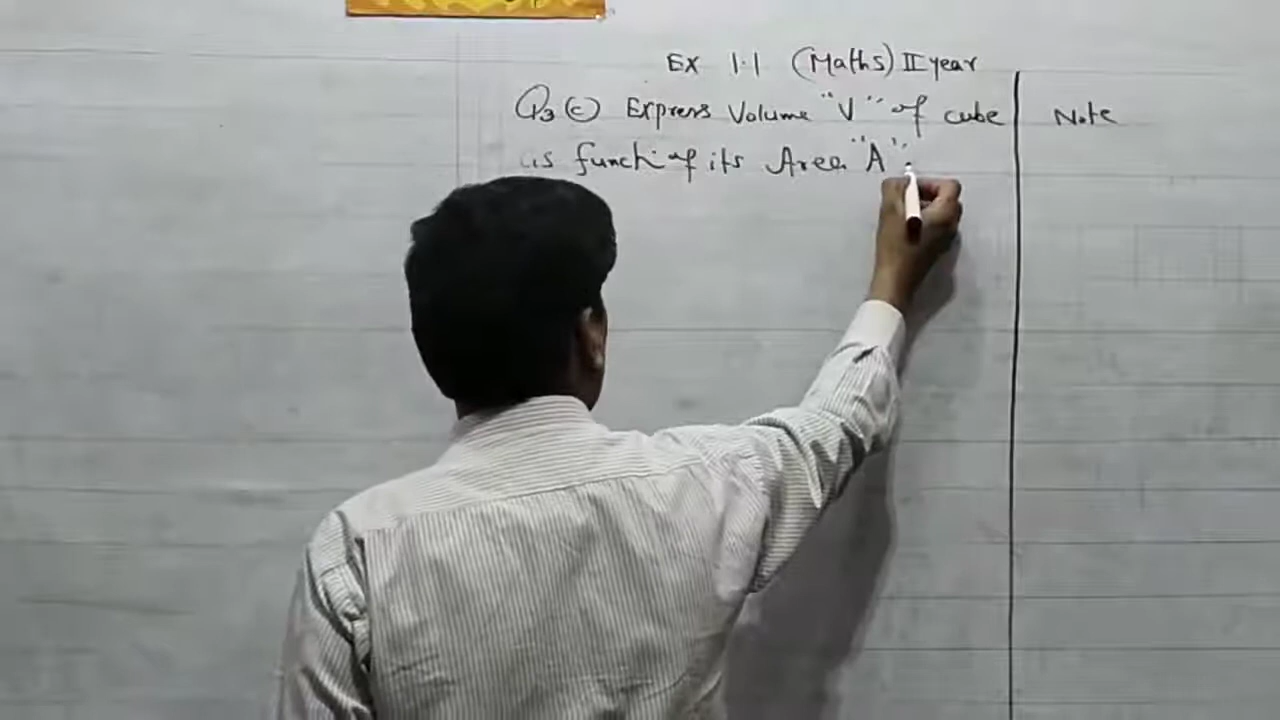 Ex 1.1 (Maths) II year
Q3 (c) Express Volume "V" of cube
as functi of its Area "A".
Note